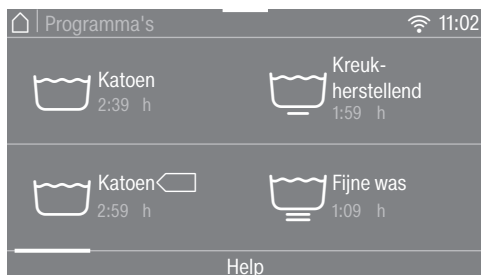 Programma's 11:02
Katoen
2:39 h
Kreuk-
herstellend
1:59 h
Katoen
2:59 h
Fijne was
1:09 h
Help